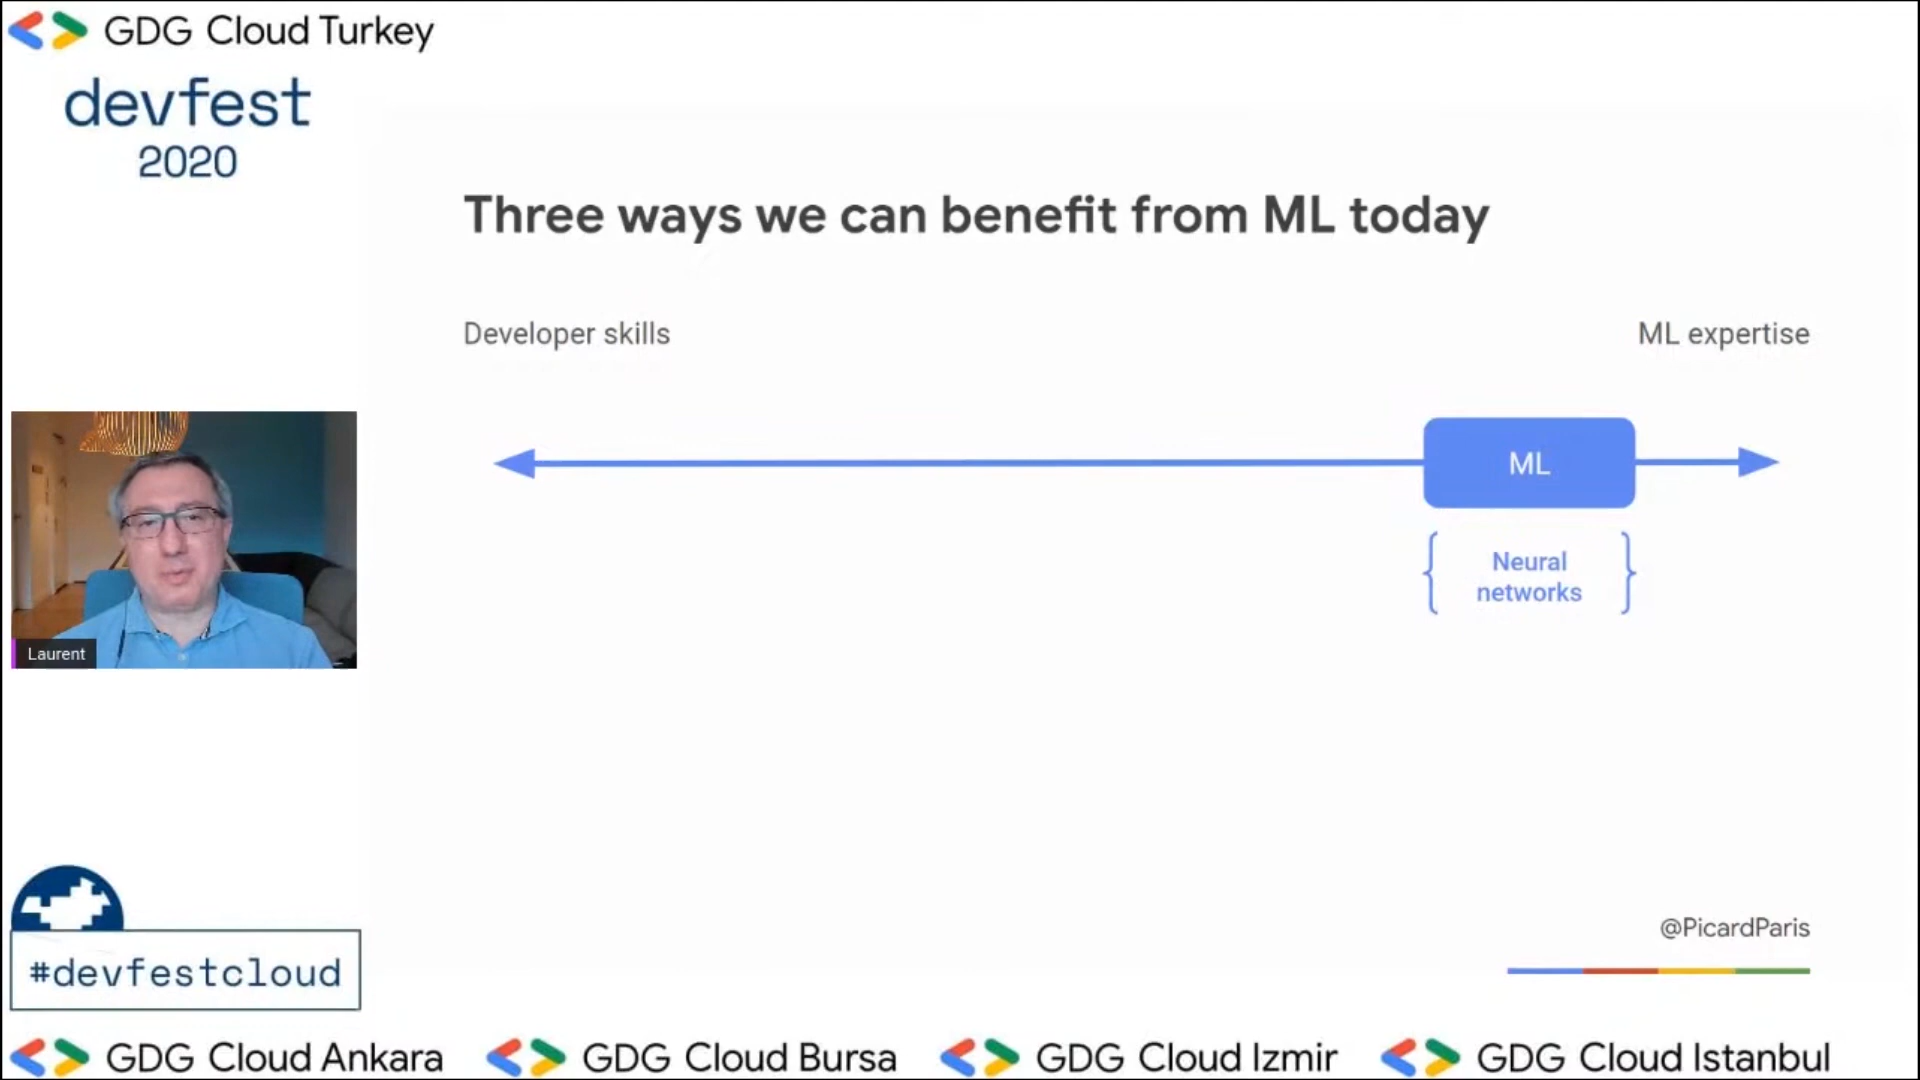 GDG Cloud Turkey
devfest
2020
Three ways we can benefit from ML today
Developer skills
ML expertise
ML
{ Neural
networks }
Laurent
@PicardParis
#devfestcloud
GDG Cloud Ankara
GDG Cloud Bursa
GDG Cloud Izmir
GDG Cloud Istanbul